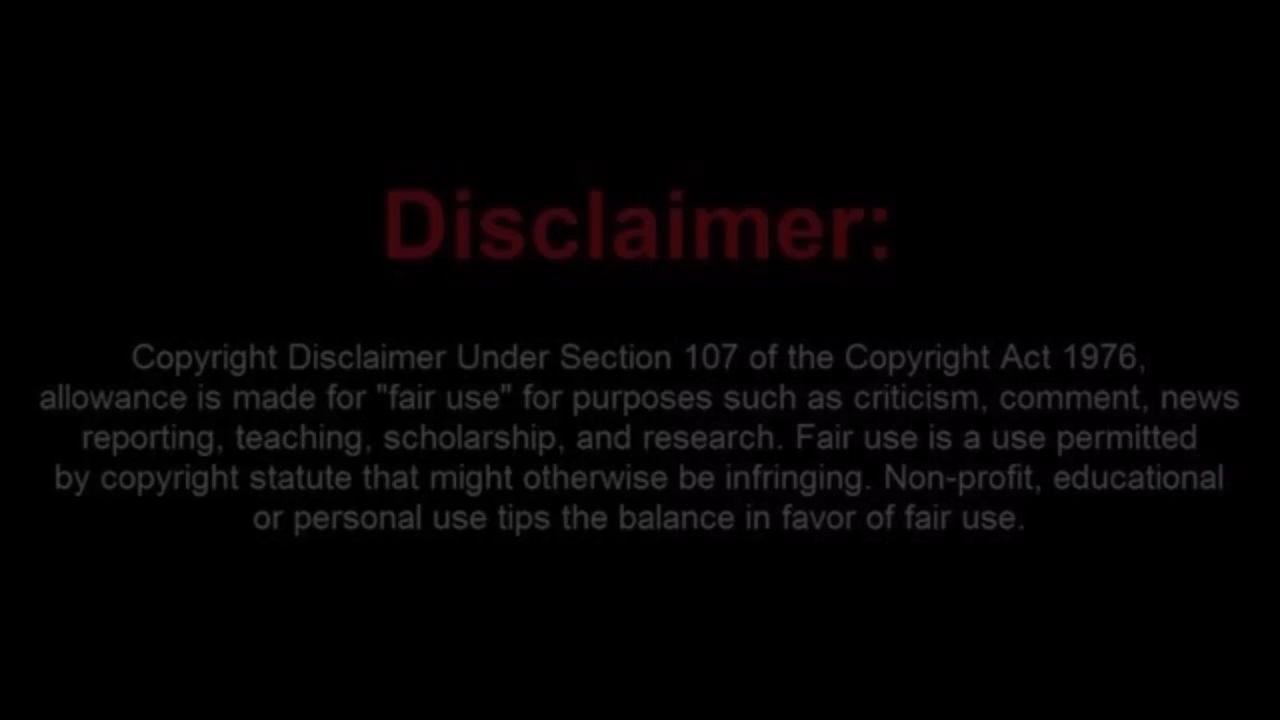 Disclaimer:
Copyright Disclaimer Under Section 107 of the Copyright Act 1976,
allowance is made for "fair use" for purposes such as criticism, comment, news
reporting, teaching, scholarship, and research. Fair use is a use permitted
by copyright statute that might otherwise be infringing. Non-profit, educational
or personal use tips the balance in favor of fair use.